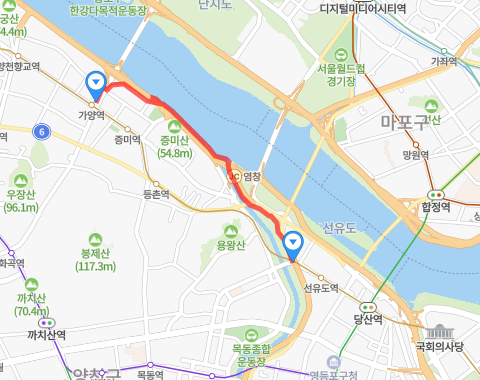 난지도
한강다목적운동장
궁산
디지털미디어시티역
서울월드컵
경기장
가좌역
양천향교역
가양역
마포구
증미산
(54.8m)
증미역
6
망원역
JC 염창
우장산
(96.1m)
등촌역
합정역
선유도
용왕산
봉제산
(117.3m)
까치산
(70.4m)
선유도역
당산역
까치산역
국회의사당
목동종합
운동장
영등포구청
목동역
양천구